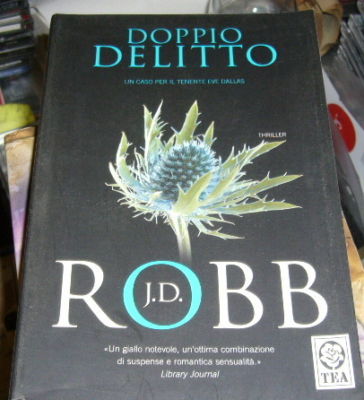 DOPPIO
DELITTO
UN CASO PER IL TENENTE EVE DALLAS
THRILLER
J.D.
ROBB
«Un giallo notevole, un'ottima combinazione
di suspense e romantica sensualità.»
Library Journal
TEA